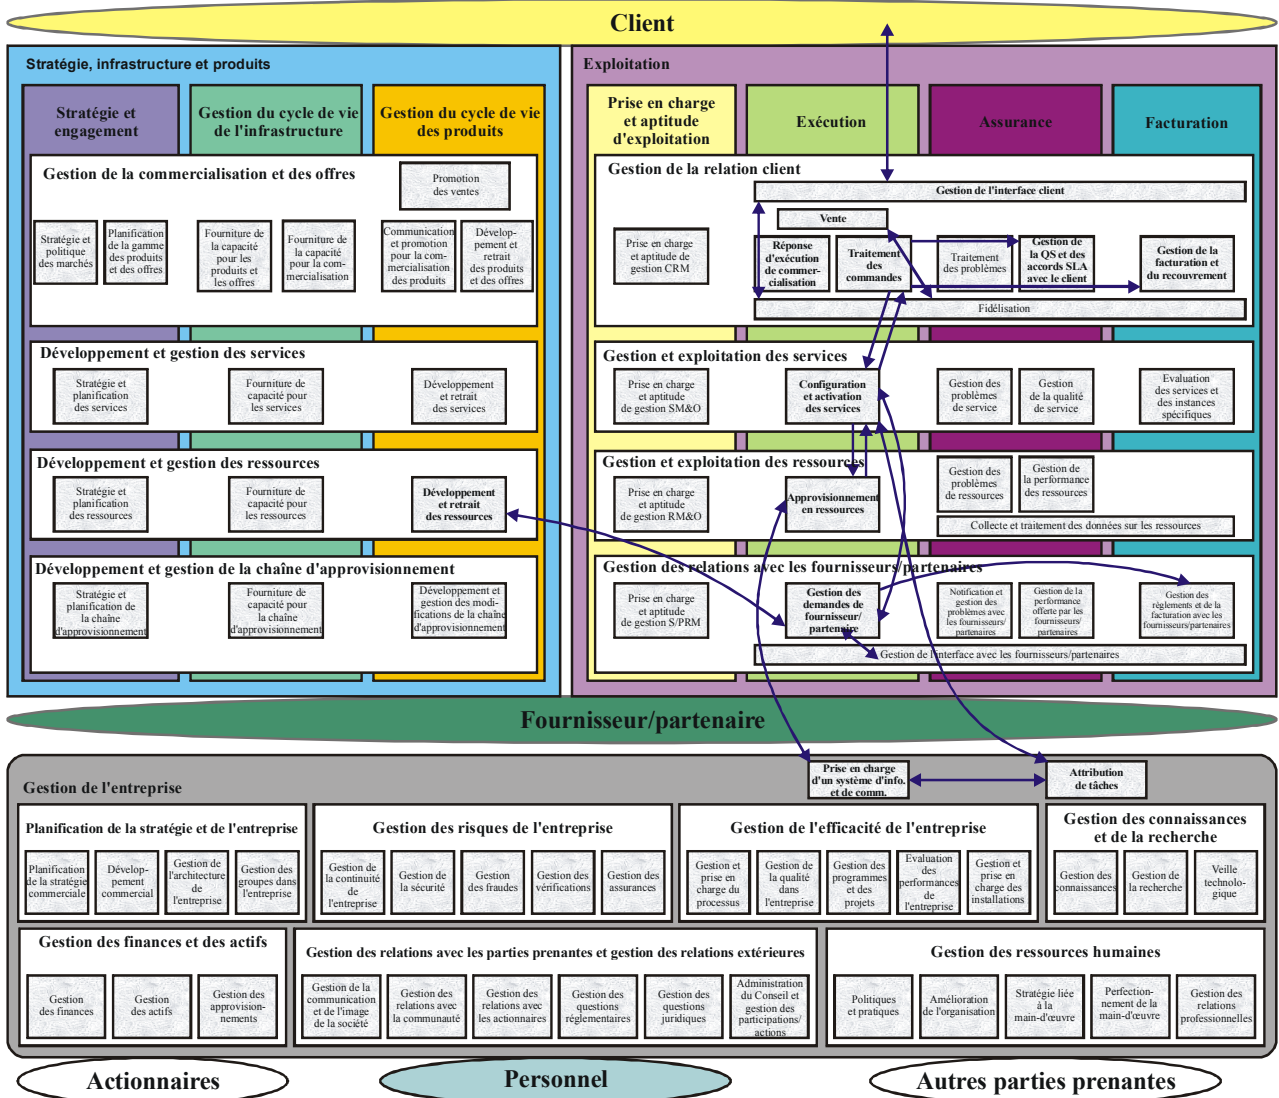 Client
Stratégie, infrastructure et produits
Stratégie et
engagement
Gestion du cycle de vie
de l'infrastructure
Gestion du cycle de vie
des produits
Gestion de la commercialisation et des offres
Promotion
des ventes
Stratégie et
politique
des marchés
Planification
de la gamme
des produits
et des offres
Fourniture de
la capacité
pour les
produits et
les offres
Fourniture de
la capacité
pour la com-
mercialisation
Communication
et promotion
pour la com-
mercialisation
des produits
Dévelop-
pement et
retrait
des produits
et des offres
Développement et gestion des services
Stratégie et
planification
des services
Fourniture de
capacité pour
les services
Développement
et retrait
des services
Développement et gestion des ressources
Stratégie et
planification
des ressources
Fourniture de
capacité pour
les ressources
Développement
et retrait
des ressources
Développement et gestion de la chaîne d'approvisionnement
Stratégie et
planification de
la chaîne
d'approvisionnement
Fourniture de
capacité pour
la chaîne
d'approvisionnement
Développement et
gestion des modi-
fications de la chaîne
d'approvisionnement
Exploitation
Prise en charge
et aptitude
d'exploitation
Exécution
Assurance
Facturation
Gestion de la relation client
Gestion de l'interface client
Vente
Prise en charge
et aptitude de
gestion CRM
Réponse
d'exécution
de commer-
cialisation
Traitement
des
commandes
Traitement
des problèmes
Gestion de
la QS et des
accords SLA
avec le client
Gestion de la
facturation et
du recouvrement
Fidélisation
Gestion et exploitation des services
Prise en charge
et aptitude
de gestion SM&O
Configuration
et activation
des services
Gestion des
problèmes
de service
Gestion
de la qualité
de service
Evaluation
des services et
des instances
spécifiques
Gestion et exploitation des ressources
Prise en charge
et aptitude
de gestion RM&O
Approvisionnement
en ressources
Gestion des
problèmes
de ressources
Gestion de
la performance
des ressources
Collecte et traitement des données sur les ressources
Gestion des relations avec les fournisseurs/partenaires
Prise en charge
et aptitude
de gestion S/PRM
Gestion des
demandes de
fournisseur/
partenaire
Notification et
gestion des
problèmes avec
les fournisseurs/
partenaires
Gestion de la
performance
offerte par les
fournisseurs/
partenaires
Gestion des
règlements et de la
facturation avec les
fournisseurs/partenaires
Gestion de l'interface avec les fournisseurs/partenaires
Fournisseur/partenaire
Gestion de l'entreprise
Prise en charge
d'un système d'info.
et de comm.
Attribution
de tâches
Planification de la stratégie et de l'entreprise
Planification
de la stratégie
commerciale
Dévelop-
pement
commercial
Gestion de
l'architecture
de
l'entreprise
Gestion des
groupes dans
l'entreprise
Gestion des risques de l'entreprise
Gestion de
la continuité
de
l'entreprise
Gestion de
la sécurité
Gestion
des fraudes
Gestion des
vérifications
Gestion des
assurances
Gestion de l'efficacité de l'entreprise
Gestion et
prise en
charge du
processus
Gestion de
la qualité
dans
l'entreprise
Gestion des
programmes
et des
projets
Evaluation
des
performances
de
l'entreprise
Gestion et
prise en
charge des
installations
Gestion des connaissances
et de la recherche
Gestion des
connaissances
Gestion de
la recherche
Veille
technolo-
gique
Gestion des finances et des actifs
Gestion
des finances
Gestion
des actifs
Gestion des
approvision-
nements
Gestion des relations avec les parties prenantes et gestion des relations extérieures
Gestion de la
communication
et de l'image
de la société
Gestion des
relations avec
la communauté
Gestion des
relations avec
les actionnaires
Gestion des
questions
réglementaires
Gestion des
questions
juridiques
Administration
du Conseil et
gestion des
participations/
actions
Gestion des ressources humaines
Politiques
et pratiques
Amélioration
de l'organisation
Stratégie liée
à la
main-d'œuvre
Perfection-
nement de la
main-d'œuvre
Gestion des
relations
professionnelles
Actionnaires
Personnel
Autres parties prenantes